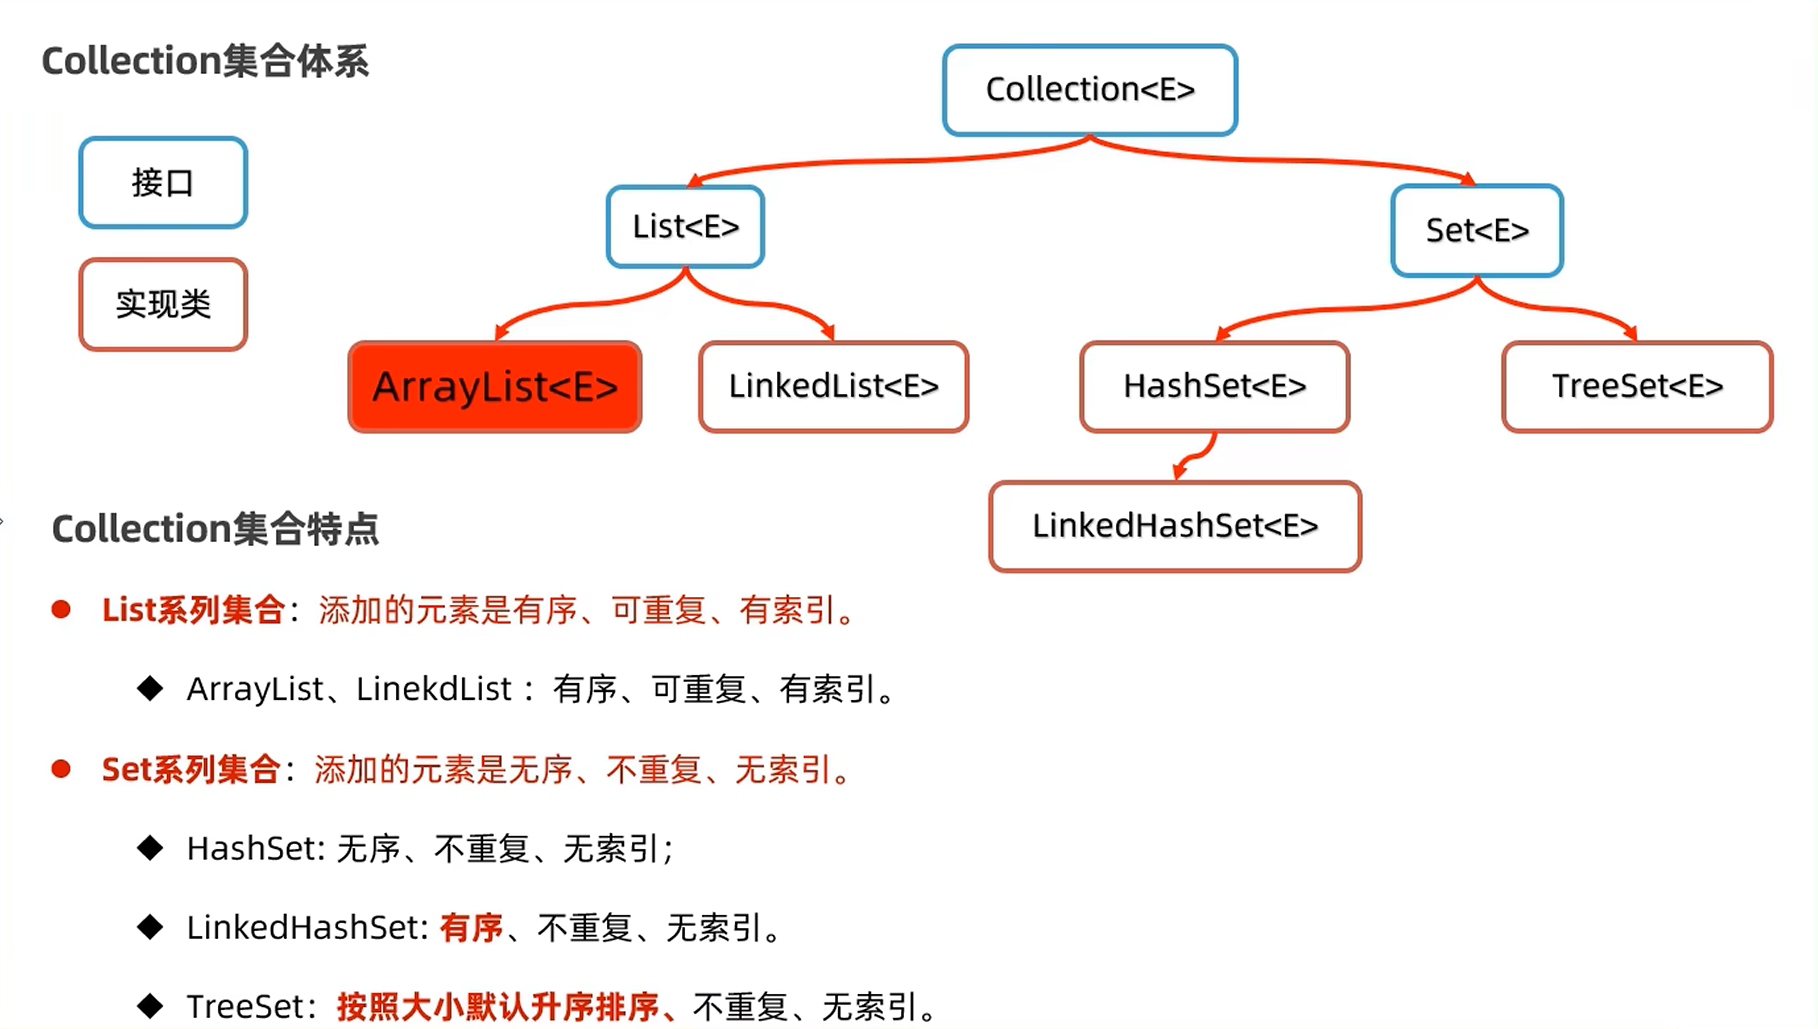 Collection集合体系
Collection<E>
接口
List<E>
Set<E>
实现类
ArrayList<E>
LinkedList<E>
HashSet<E>
TreeSet<E>
LinkedHashSet<E>
Collection集合特点
List系列集合：添加的元素是有序、可重复、有索引。
ArrayList、LinekdList ：有序、可重复、有索引。
Set系列集合：添加的元素是无序、不重复、无索引。
HashSet: 无序、不重复、无索引；
LinkedHashSet: 有序、不重复、无索引。
TreeSet：按照大小默认升序排序、不重复、无索引。